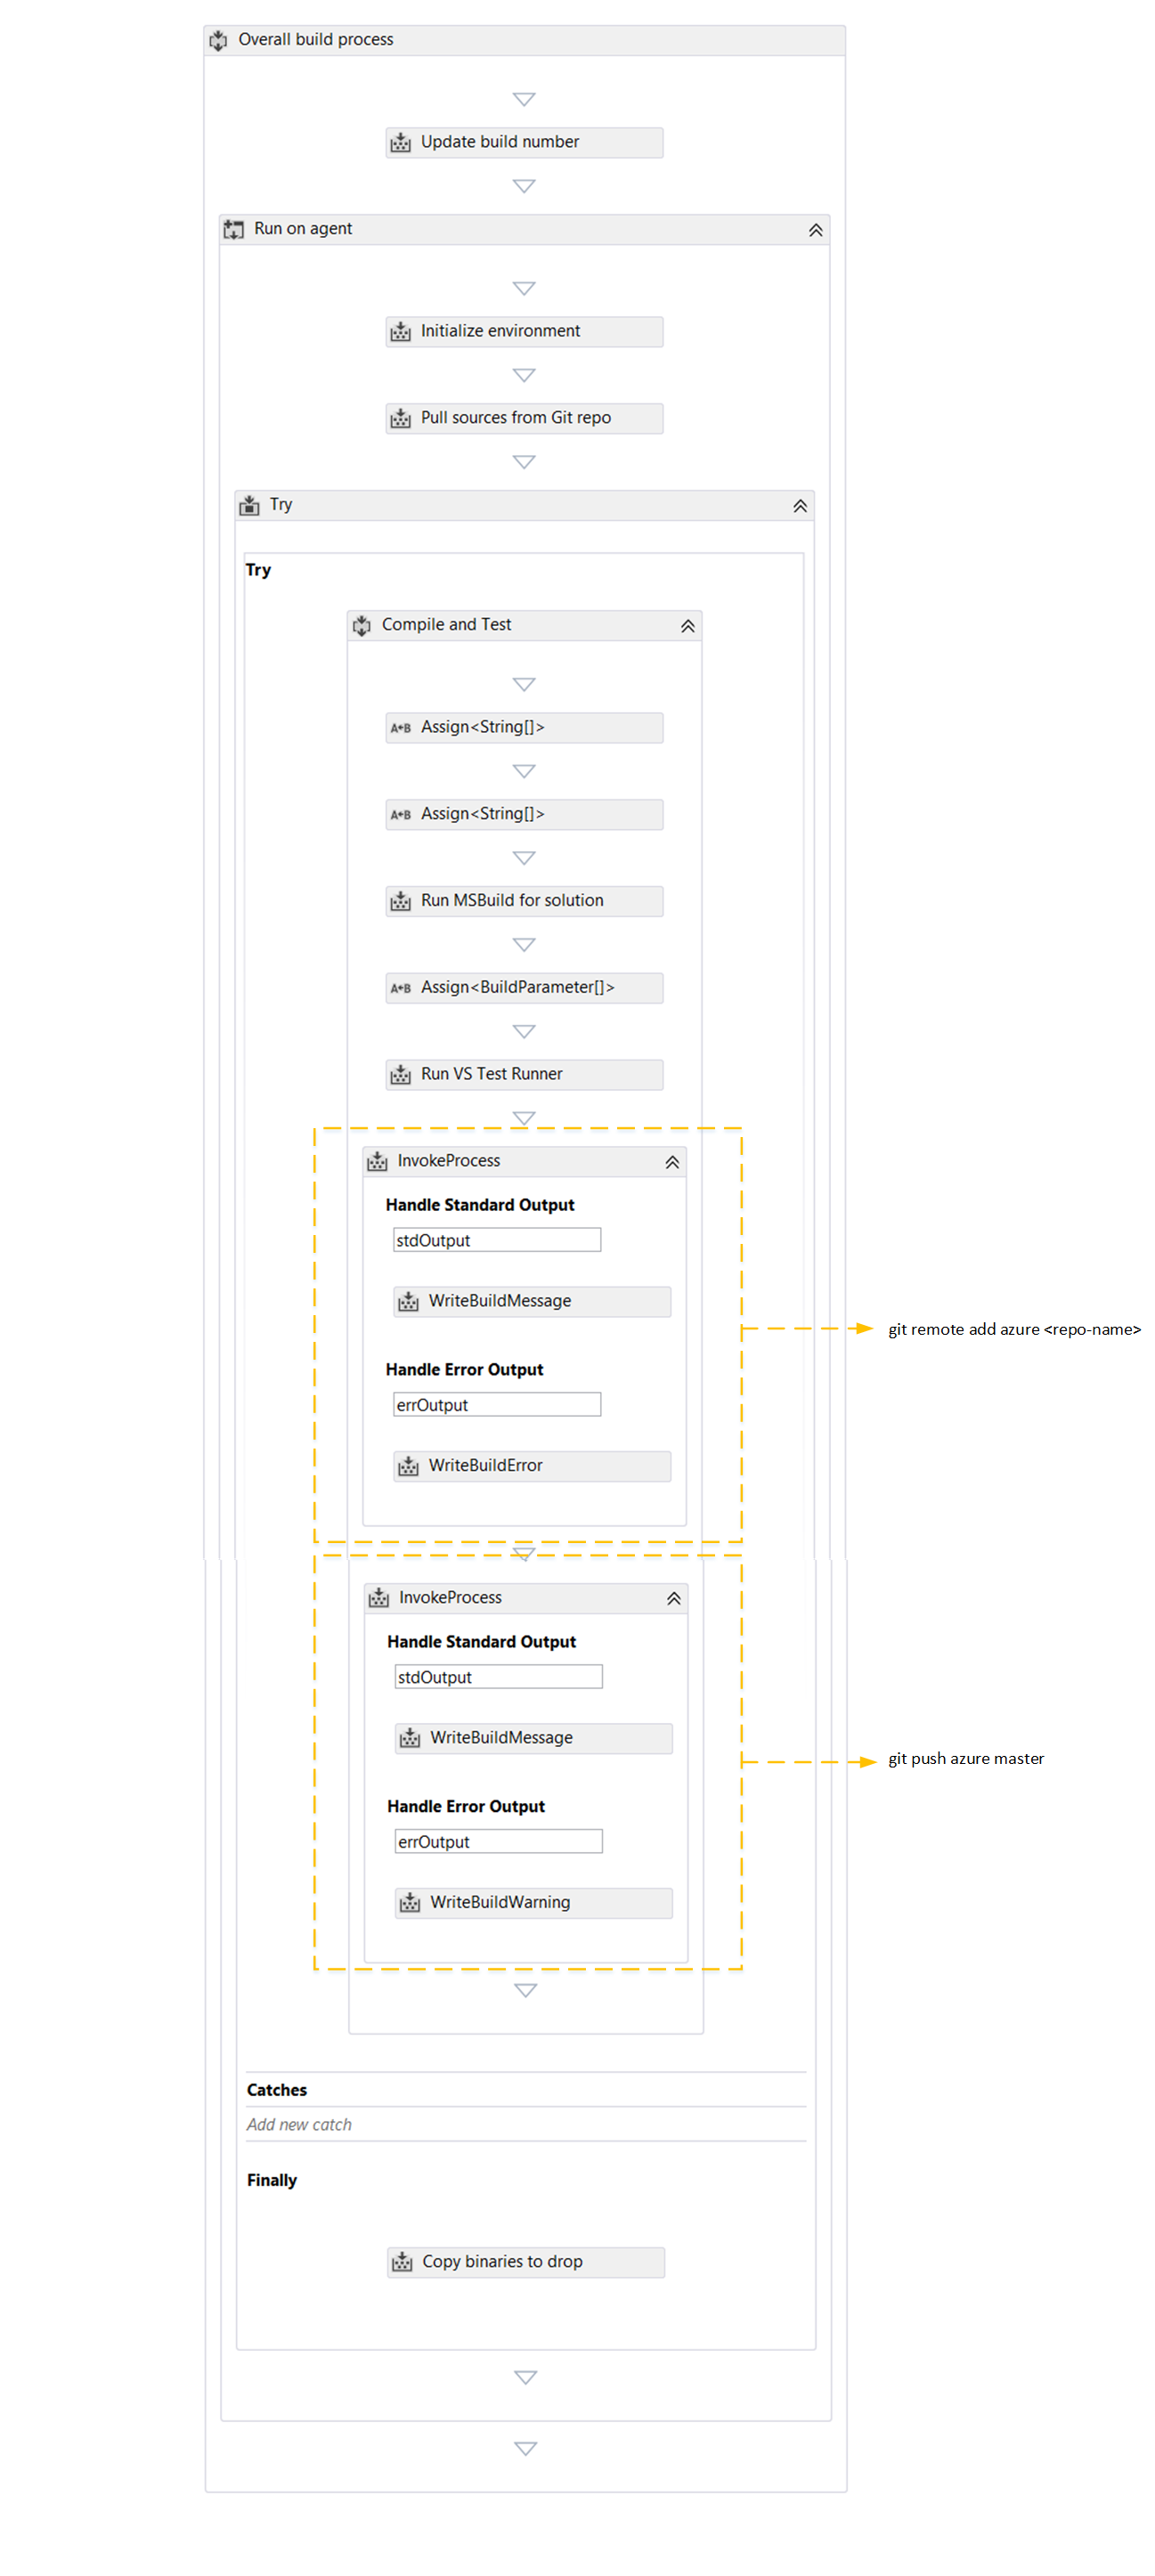 Overall build process
Update build number
Run on agent
Initialize environment
Pull sources from Git repo
Try
Try
Compile and Test
A←B Assign<String[]>
A←B Assign<String[]>
Run MSBuild for solution
A←B Assign<BuildParameter[]>
Run VS Test Runner
InvokeProcess
Handle Standard Output
stdOutput
WriteBuildMessage
git remote add azure <repo-name>
Handle Error Output
errOutput
WriteBuildError
InvokeProcess
Handle Standard Output
stdOutput
WriteBuildMessage
git push azure master
Handle Error Output
errOutput
WriteBuildWarning
Catches
Add new catch
Finally
Copy binaries to drop